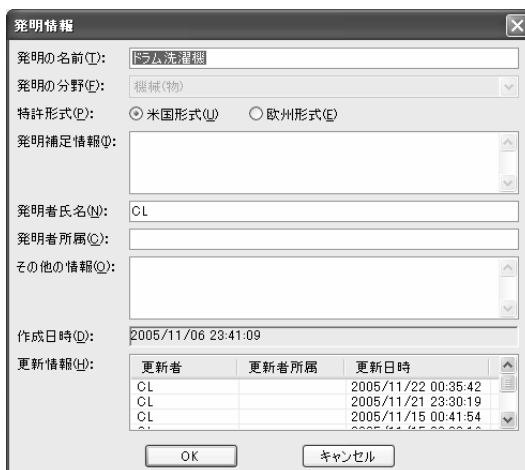 発明情報
発明の名前(T): ドラム洗濯機
発明の分野(F): 機械(物)
特許形式(P): 米国形式(U) 欧州形式(E)
発明補足情報(I):
発明者氏名(N): CL
発明者所属(C):
その他の情報(O):
作成日時(D): 2005/11/06 23:41:09
更新情報(H): 更新者 更新者所属 更新日時
CL 2005/11/22 00:35:42
CL 2005/11/21 23:30:19
CL 2005/11/15 00:41:54
OK キャンセル